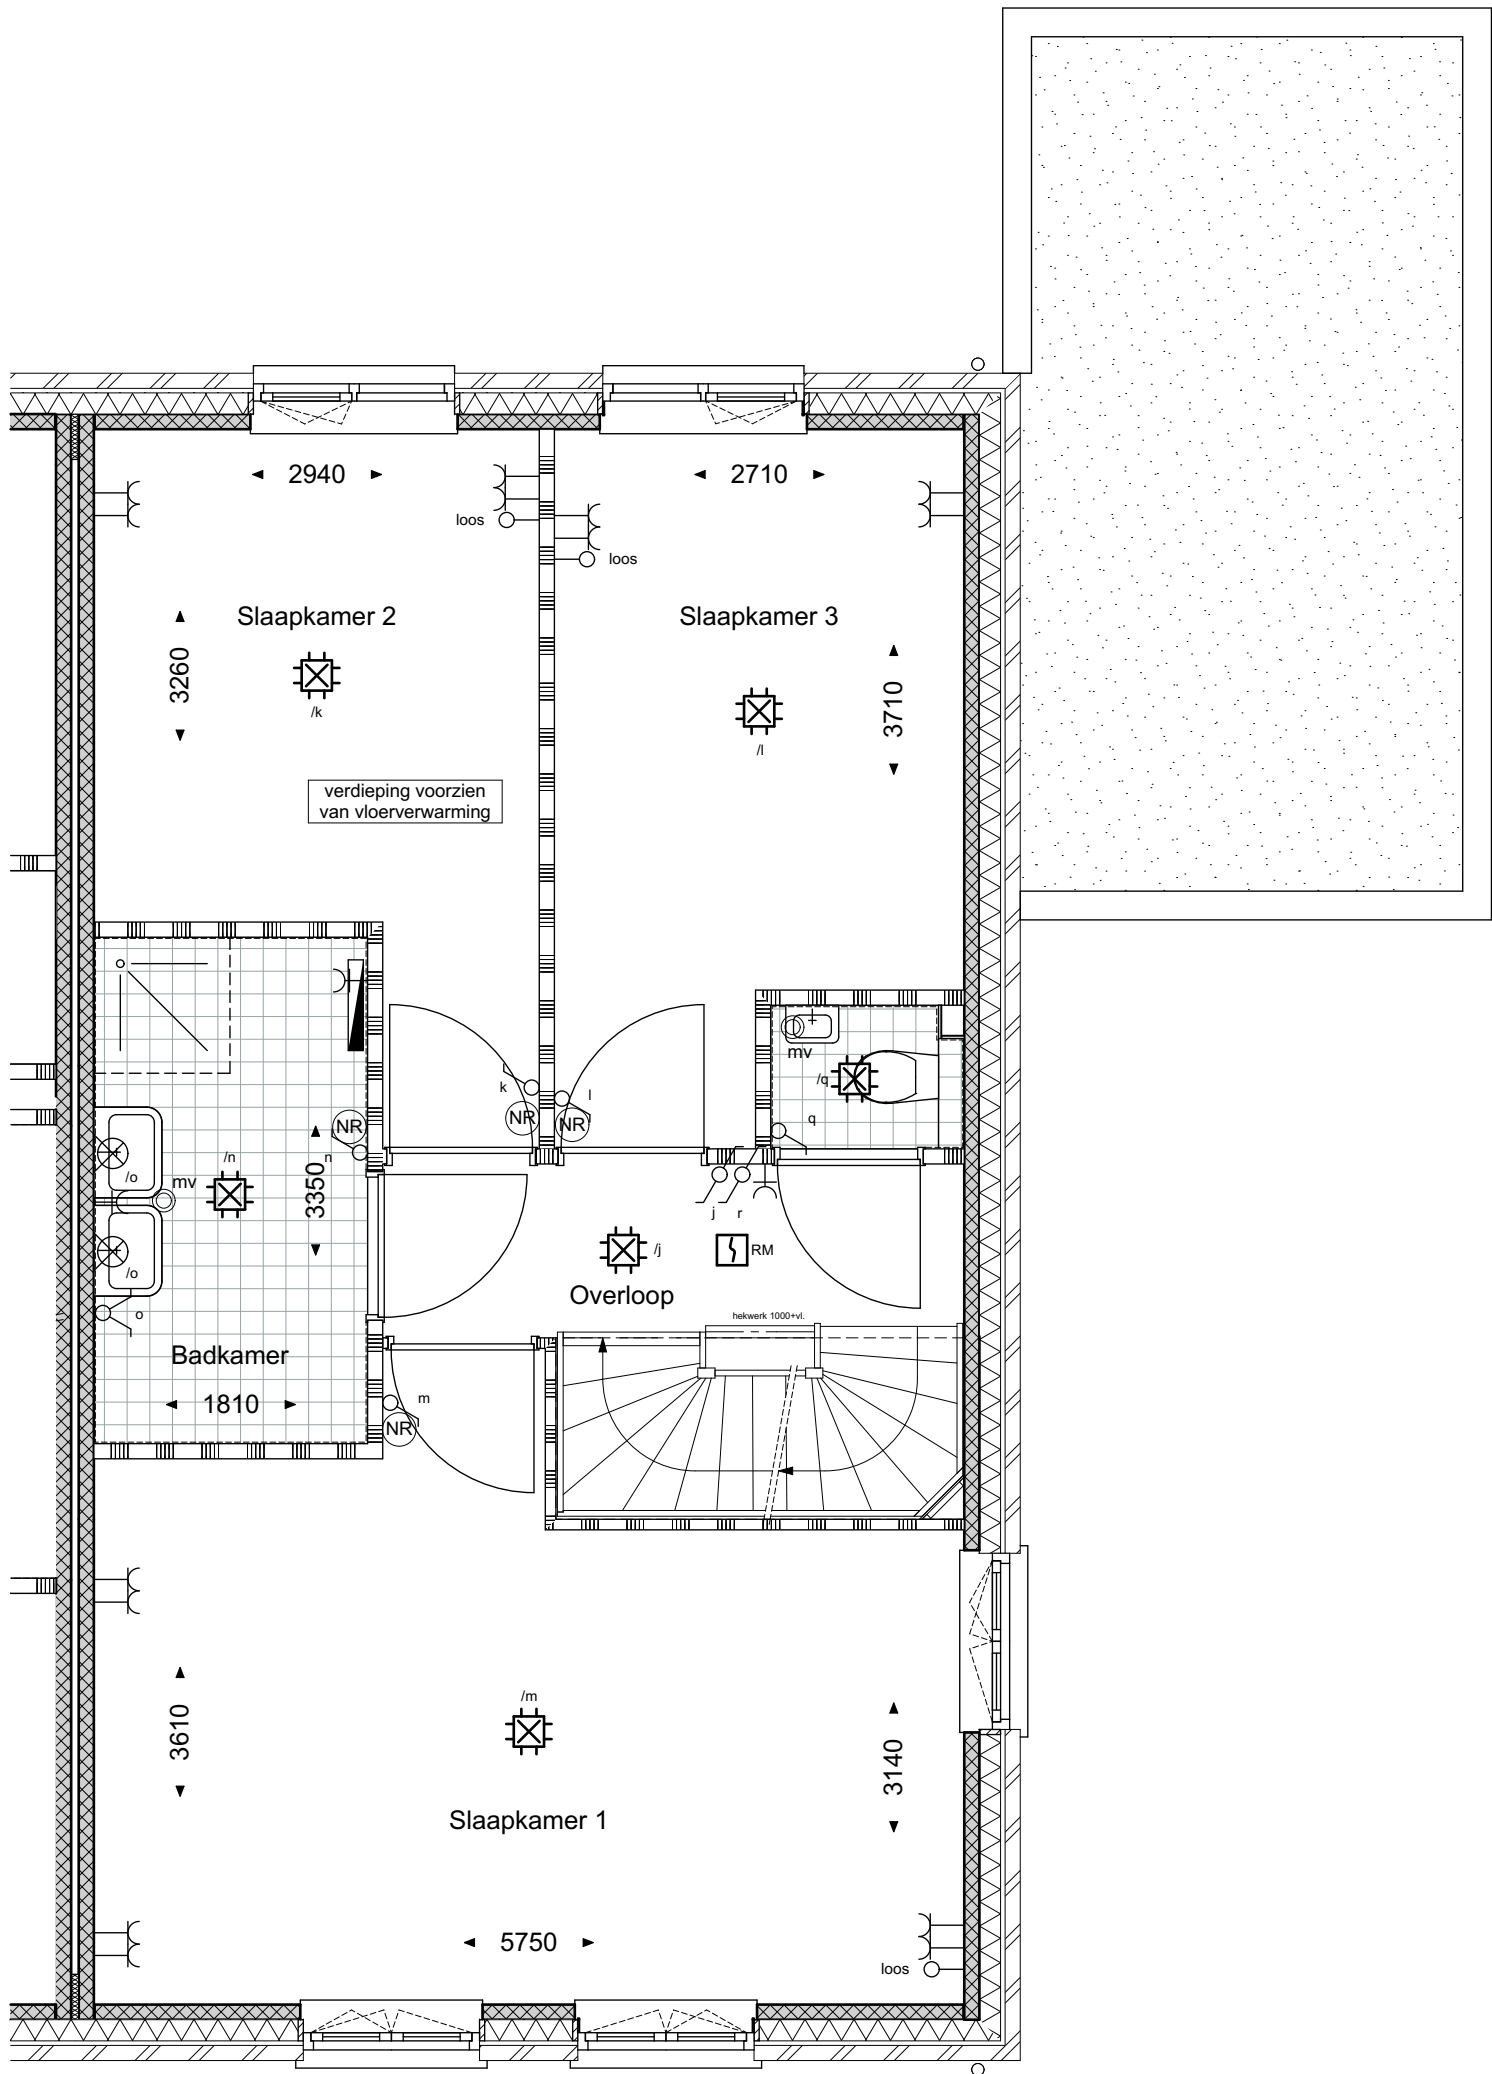 2940
2710
loos
loos
Slaapkamer 2
Slaapkamer 3
3260
3710
/k
/l
verdieping voorzien
van vloerverwarming
mv
/q
k
l
NR
NR
NR
q
n
/n
/o
mv
3350
j
r
/j
RM
/o
Overloop
o
hekwerk 1000+vl.
Badkamer
1810
m
NR
/m
3610
3140
Slaapkamer 1
5750
loos